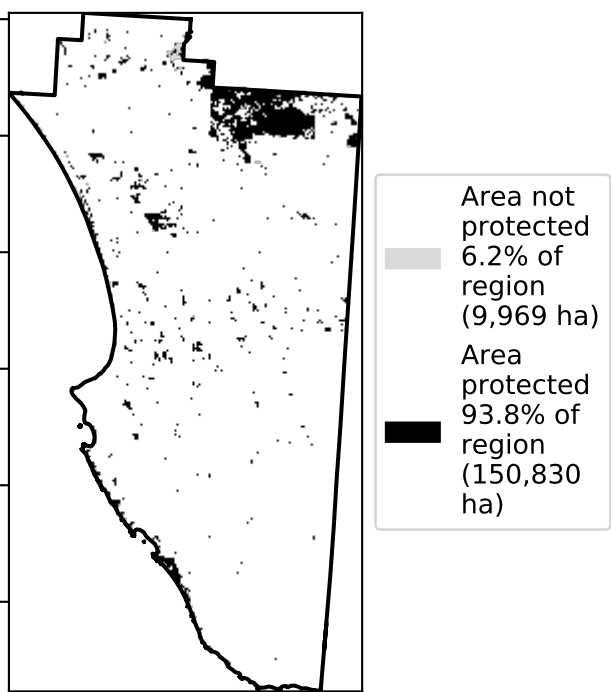 Area not
protected
6.2% of
region
(9,969 ha)
Area
protected
93.8% of
region
(150,830
ha)